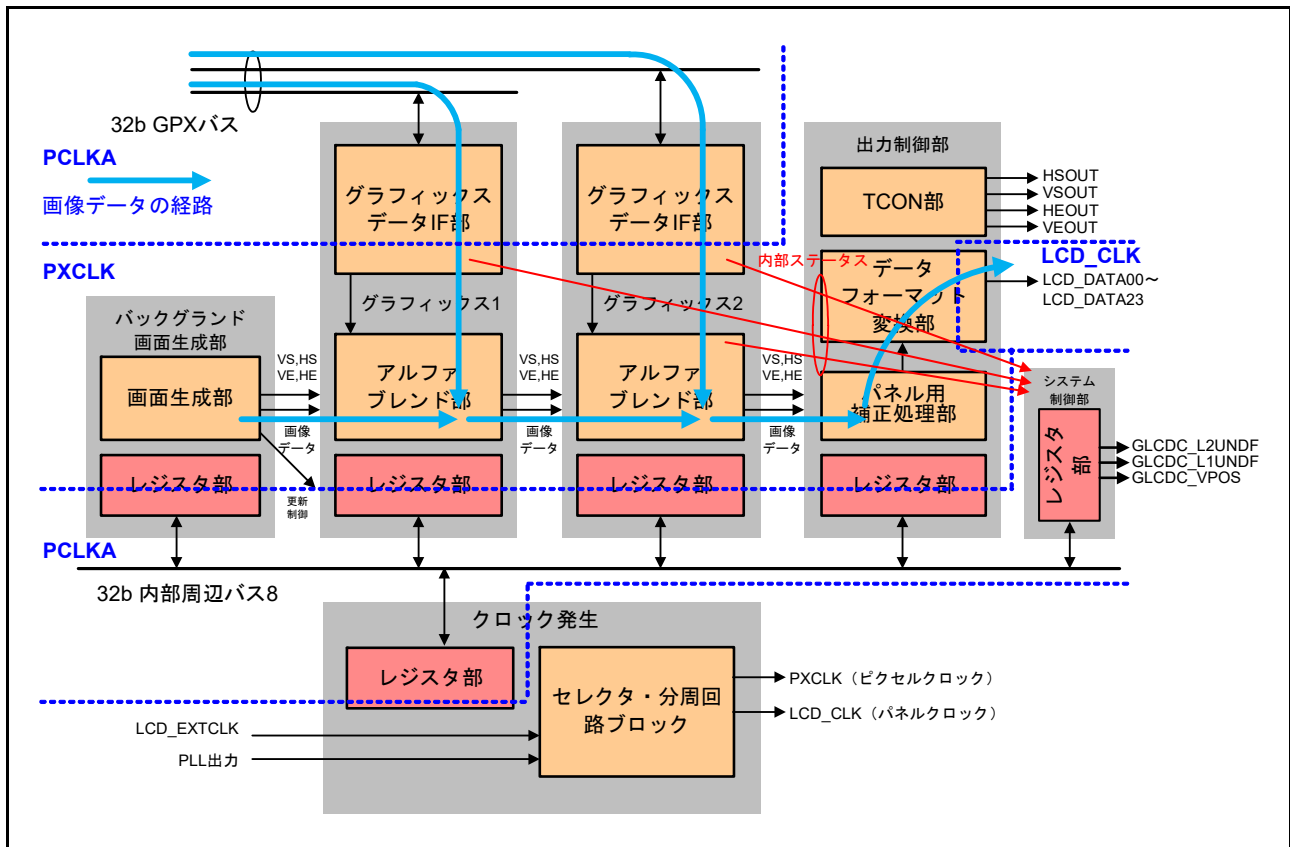 32b GPXバス
PCLKA
画像データの経路
グラフィックス
データIF部
グラフィックス
データIF部
出力制御部
TCON部
HSOUT
VSOUT
HEOUT
VEOUT
PXCLK
内部ステータス
データ
フォーマット
変換部
LCD_CLK
LCD_DATA00～
LCD_DATA23
バックグランド
画面生成部
グラフィックス1
グラフィックス2
画面生成部
VS,HS
VE,HE
画像
データ
アルファ
ブレンド部
VS,HS
VE,HE
画像
データ
アルファ
ブレンド部
VS,HS
VE,HE
画像
データ
パネル用
補正処理部
システム
制御部
レジスタ部
更新
制御
レジスタ部
レジスタ部
レジスタ部
レジスタ部
GLCDC_L2UNDF
GLCDC_L1UNDF
GLCDC_VPOS
PCLKA
32b 内部周辺バス8
クロック発生
レジスタ部
セレクタ・分周回
路ブロック
PXCLK（ピクセルクロック）
LCD_CLK（パネルクロック）
LCD_EXTCLK
PLL出力